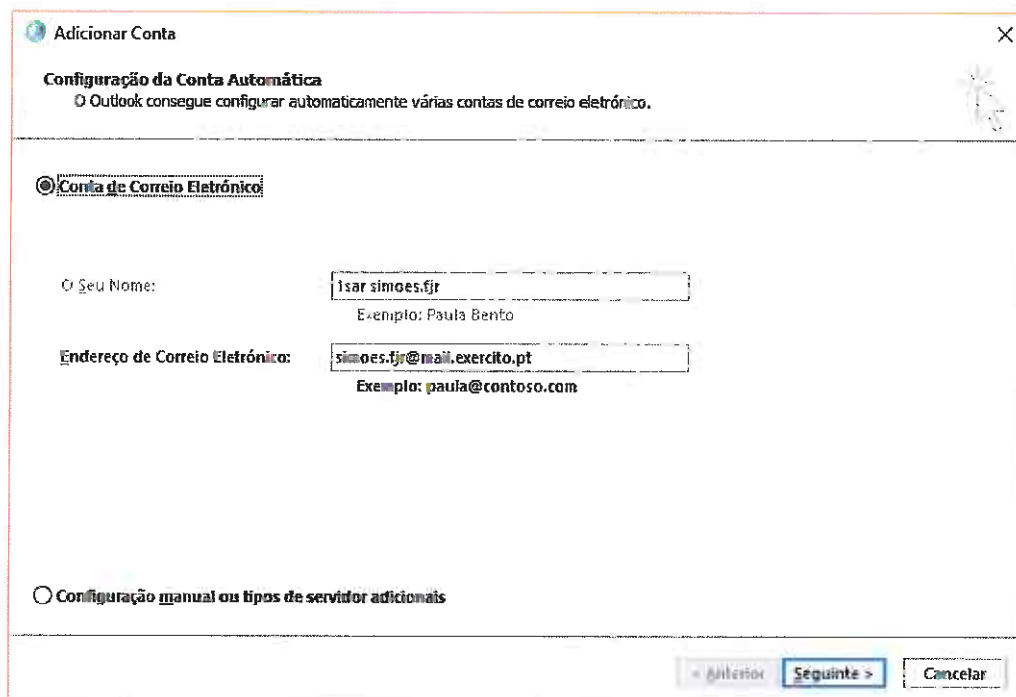 Adicionar Conta
Configuração da Conta Automática
O Outlook consegue configurar automaticamente várias contas de correio eletrónico.
Conta de Correio Eletrónico
O Seu Nome:
1sar simoes.fjr
Exemplo: Paula Bento
Endereço de Correio Eletrónico:
simoes.fjr@mail.exercito.pt
Exemplo: paula@contoso.com
Configuração manual ou tipos de servidor adicionais
< Anterior
Seguinte >
Cancelar